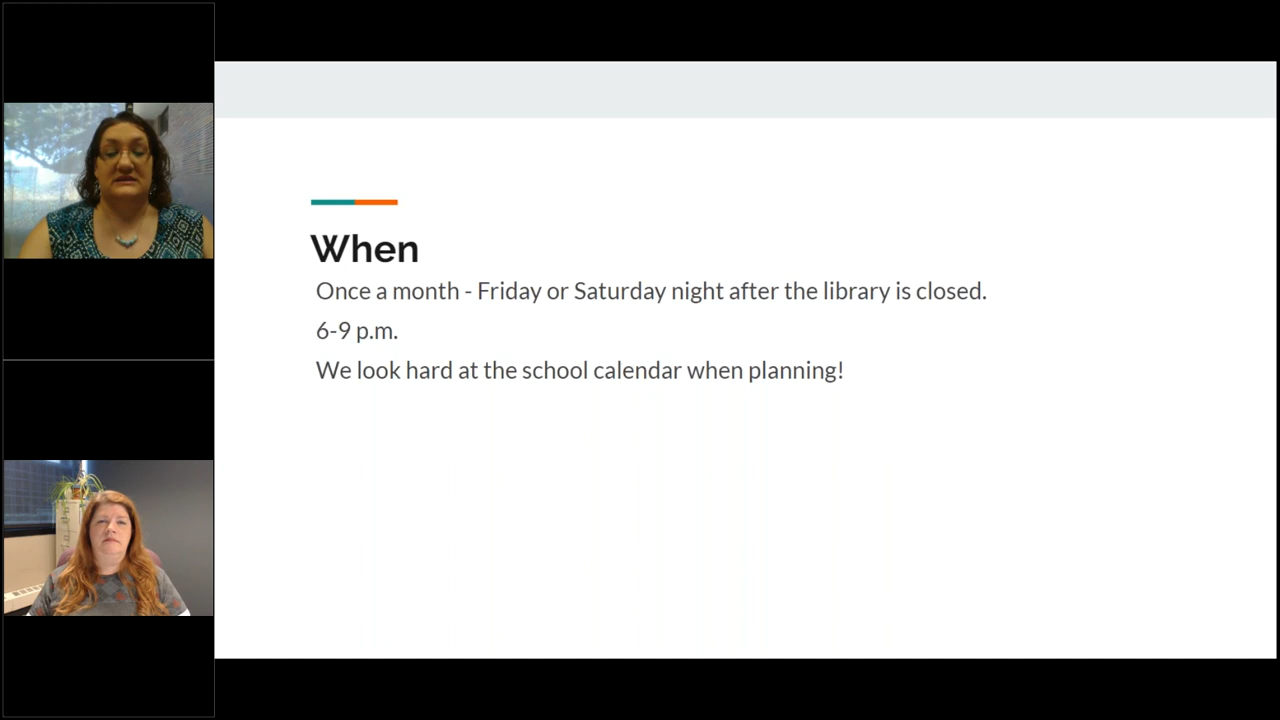 When
Once a month - Friday or Saturday night after the library is closed.
6-9 p.m.
We look hard at the school calendar when planning!